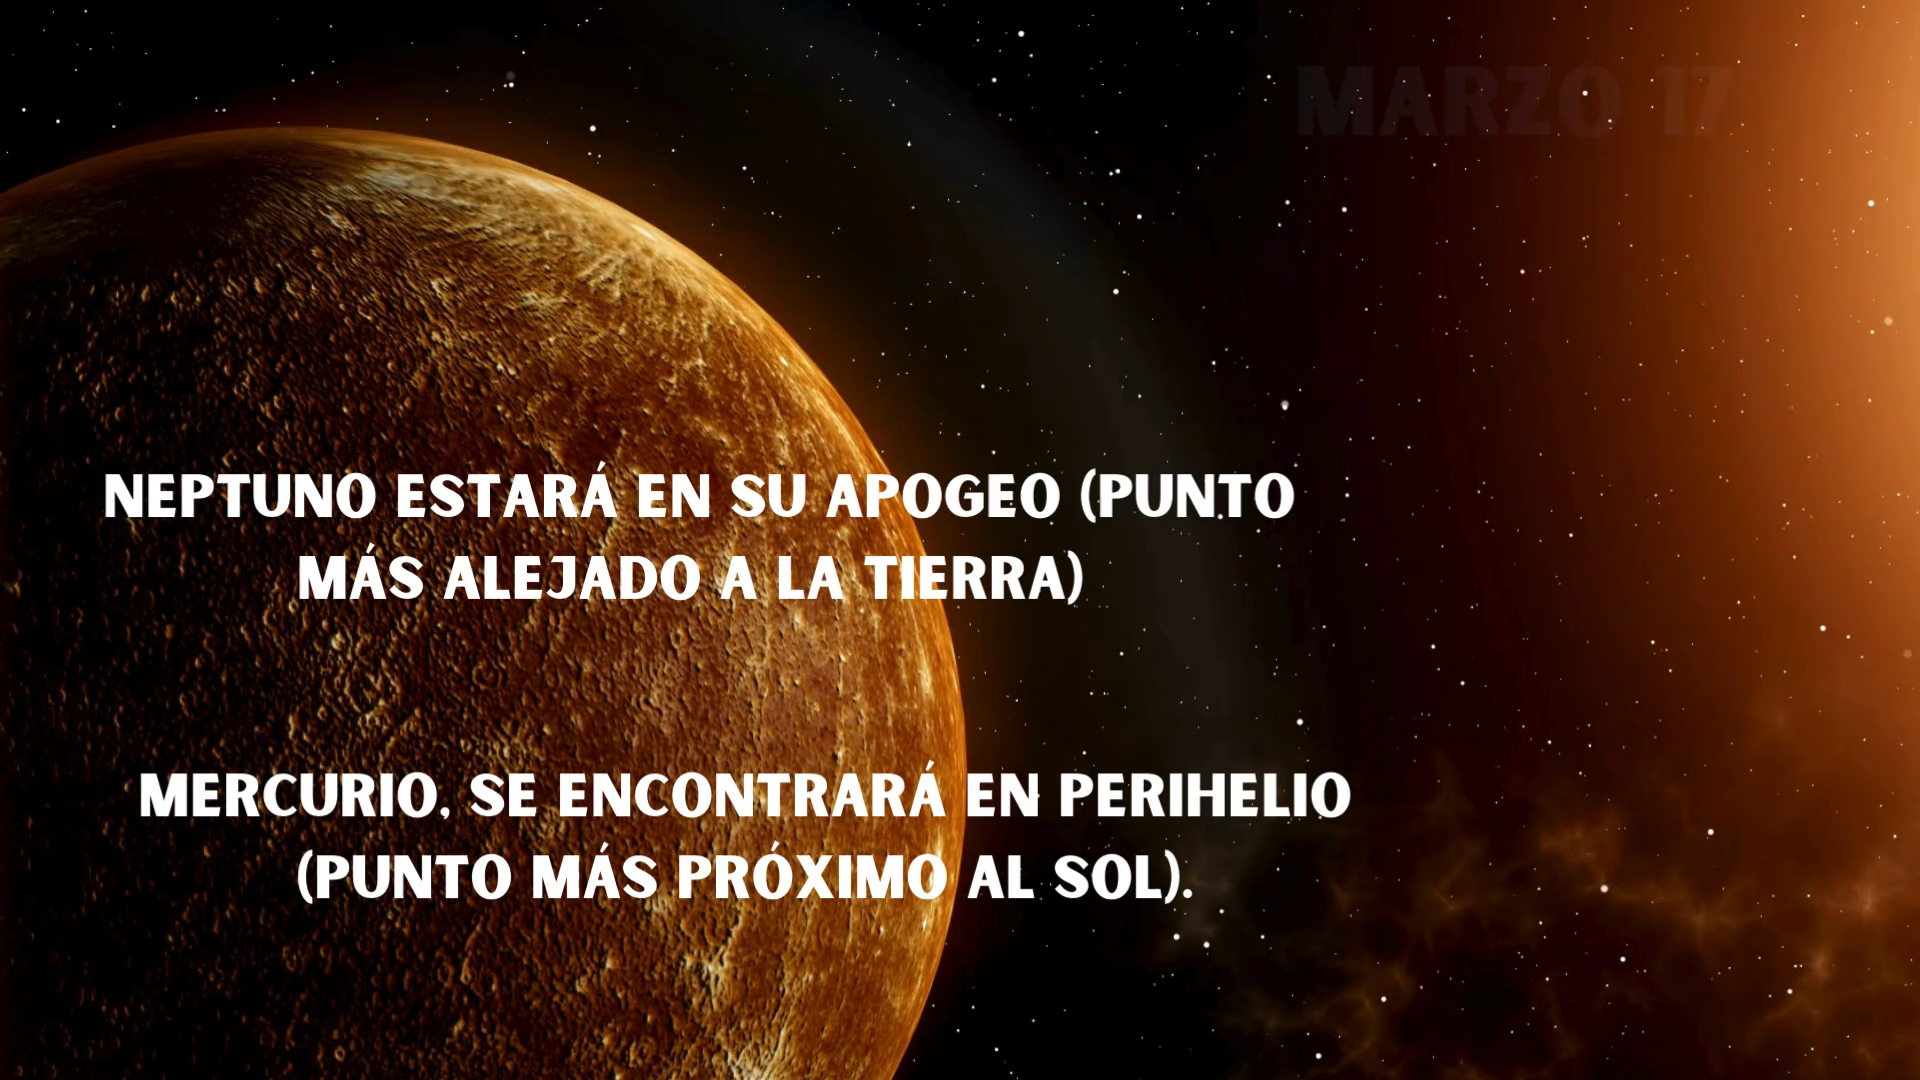 MARZO 17
NEPTUNO ESTARÁ EN SU APOGEO (PUNTO
MÁS ALEJADO A LA TIERRA)
MERCURIO, SE ENCONTRARÁ EN PERIHELIO
(PUNTO MÁS PRÓXIMO AL SOL).